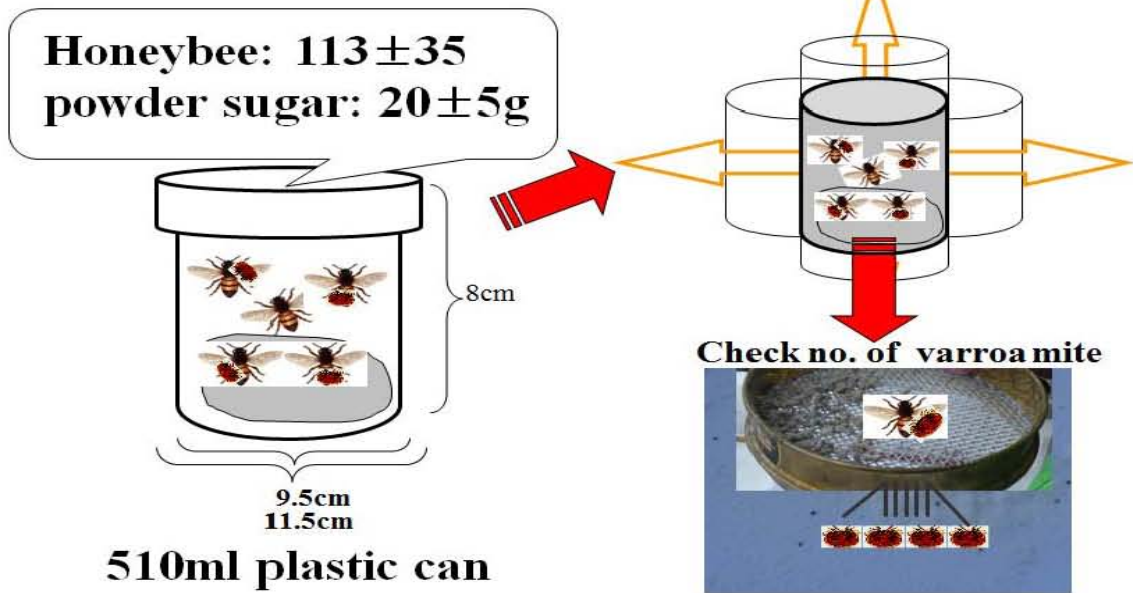 Honeybee: 113±35
powder sugar: 20±5g
8cm
9.5cm
11.5cm
510ml plastic can
Check no. of varroa mite